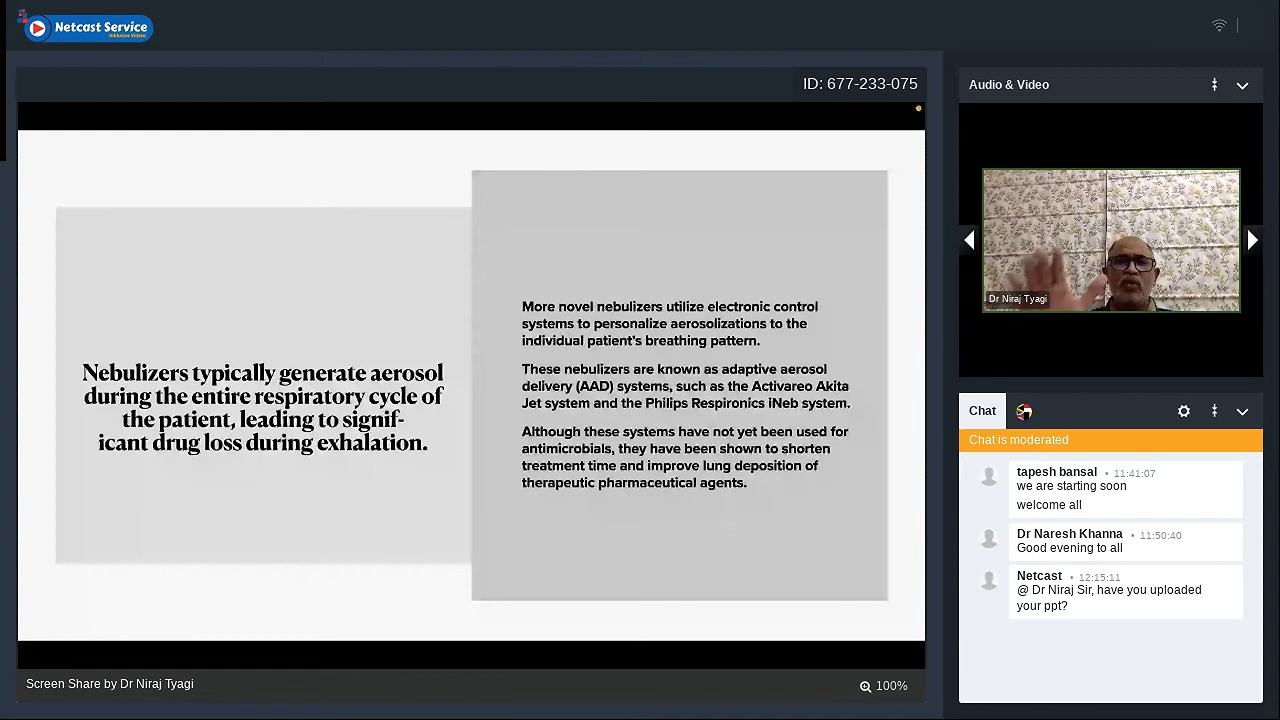 Netcast Service
Inklusive Videos
ID: 677-233-075
Nebulizers typically generate aerosol
during the entire respiratory cycle of
the patient, leading to signif-
icant drug loss during exhalation.
More novel nebulizers utilize electronic control
systems to personalize aerosolizations to the
individual patient's breathing pattern.
These nebulizers are known as adaptive aerosol
delivery (AAD) systems, such as the Activareo Akita
Jet system and the Philips Respironics iNeb system.
Although these systems have not yet been used for
antimicrobials, they have been shown to shorten
treatment time and improve lung deposition of
therapeutic pharmaceutical agents.
Screen Share by Dr Niraj Tyagi
100%
Audio & Video
Dr Niraj Tyagi
Chat
Chat is moderated
tapesh bansal • 11:41:07
we are starting soon
welcome all
Dr Naresh Khanna • 11:50:40
Good evening to all
Netcast • 12:15:11
@ Dr Niraj Sir, have you uploaded
your ppt?